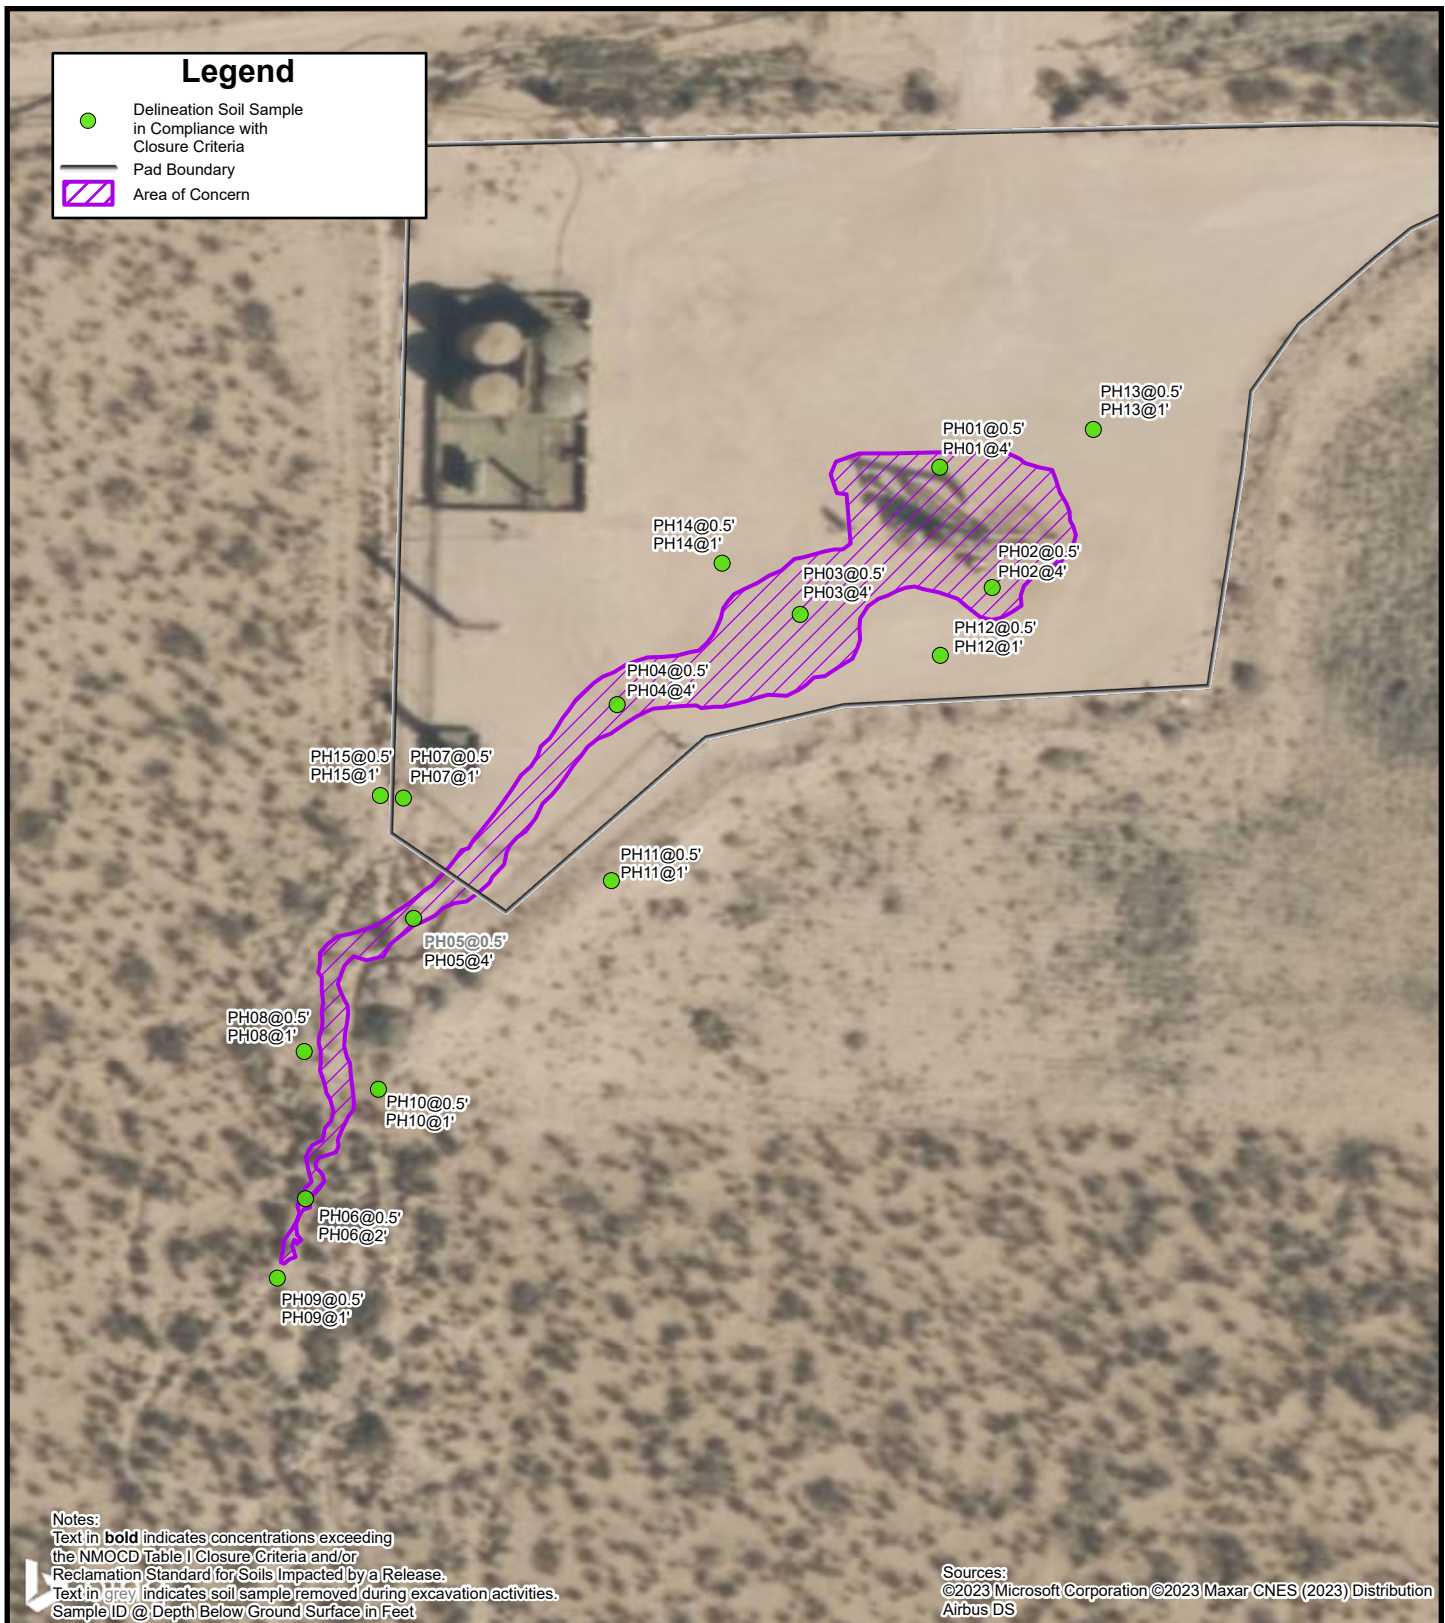 Legend
Delineation Soil Sample
in Compliance with
Closure Criteria
Pad Boundary
Area of Concern
PH13@0.5'
PH13@1'
PH01@0.5'
PH01@4'
PH14@0.5'
PH14@1'
PH02@0.5'
PH02@4'
PH03@0.5'
PH03@4'
PH12@0.5'
PH12@1'
PH04@0.5'
PH04@4'
PH15@0.5'
PH15@1'
PH07@0.5'
PH07@1'
PH11@0.5'
PH11@1'
PH05@0.5'
PH05@4'
PH08@0.5'
PH08@1'
PH10@0.5'
PH10@1'
PH06@0.5'
PH06@2'
PH09@0.5'
PH09@1'
Notes:
Text in bold indicates concentrations exceeding
the NMOCD Table I Closure Criteria and/or
Reclamation Standard for Soils Impacted by a Release.
Text in grey indicates soil sample removed during excavation activities.
Sample ID @ Depth Below Ground Surface in Feet
Sources:
©2023 Microsoft Corporation ©2023 Maxar CNES (2023) Distribution
Airbus DS